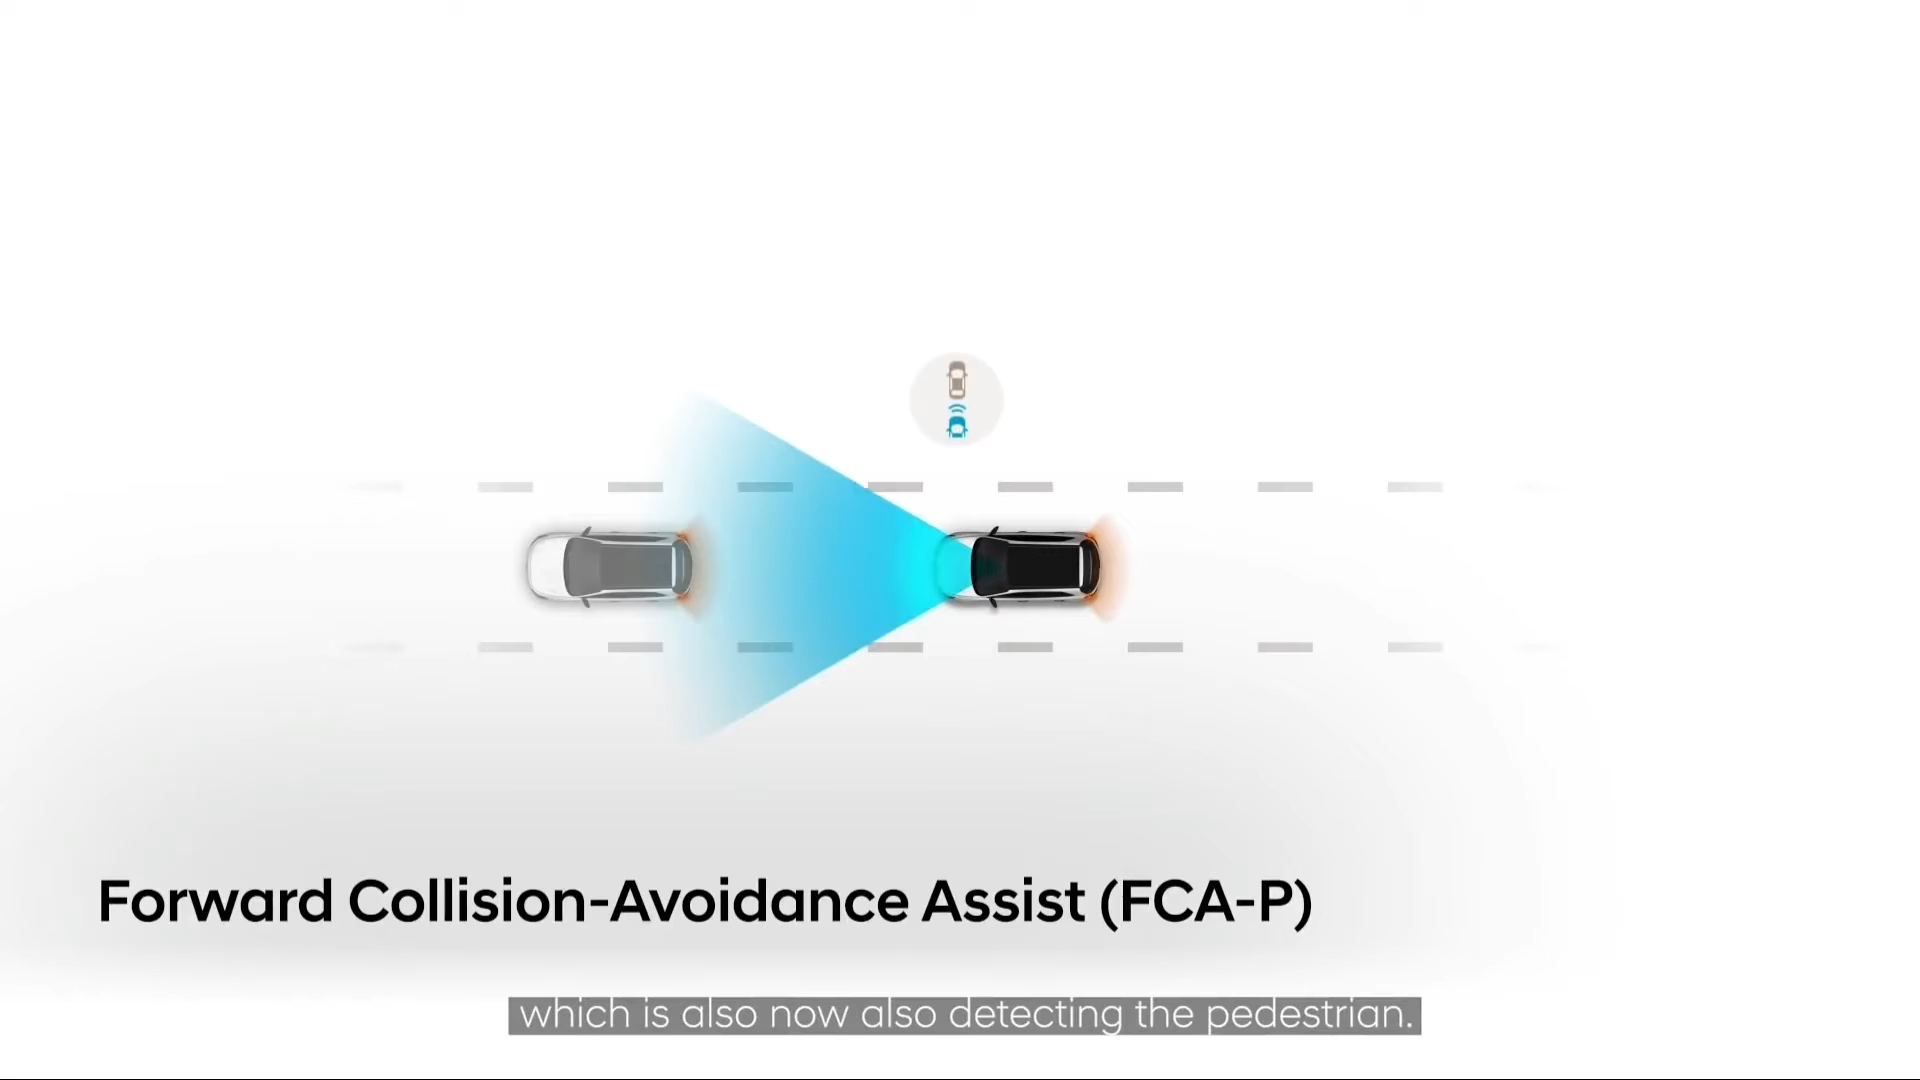 Forward Collision-Avoidance Assist (FCA-P)
which is also now also detecting the pedestrian.